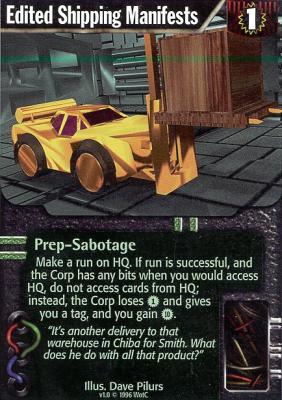 Edited Shipping Manifests
1
Prep-Sabotage
Make a run on HQ. If run is successful, and
the Corp has any bits when you would access
HQ, do not access cards from HQ;
instead, the Corp loses 1 and gives
you a tag, and you gain 10.
"It's another delivery to that
warehouse in Chiba for Smith. What
does he do with all that product?"
Illus. Dave Pilurs
v1.0 © 1996 WotC